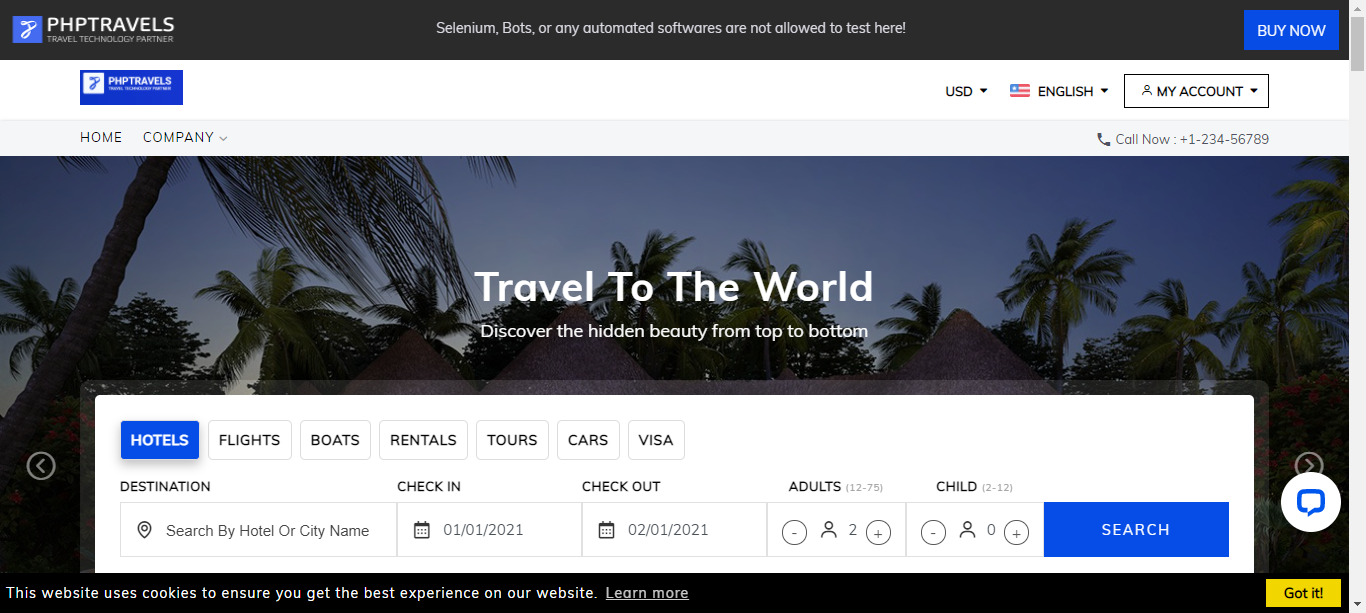 PHPTRAVELS
TRAVEL TECHNOLOGY PARTNER
Selenium, Bots, or any automated softwares are not allowed to test here!
BUY NOW
PHPTRAVELS
TRAVEL TECHNOLOGY PARTNER
USD
ENGLISH
MY ACCOUNT
HOME
COMPANY
Call Now : +1-234-56789
Travel To The World
Discover the hidden beauty from top to bottom
HOTELS
FLIGHTS
BOATS
RENTALS
TOURS
CARS
VISA
DESTINATION
CHECK IN
CHECK OUT
ADULTS (12-75)
CHILD (2-12)
Search By Hotel Or City Name
01/01/2021
02/01/2021
- 2 +
- 0 +
SEARCH
This website uses cookies to ensure you get the best experience on our website. Learn more
Got it!